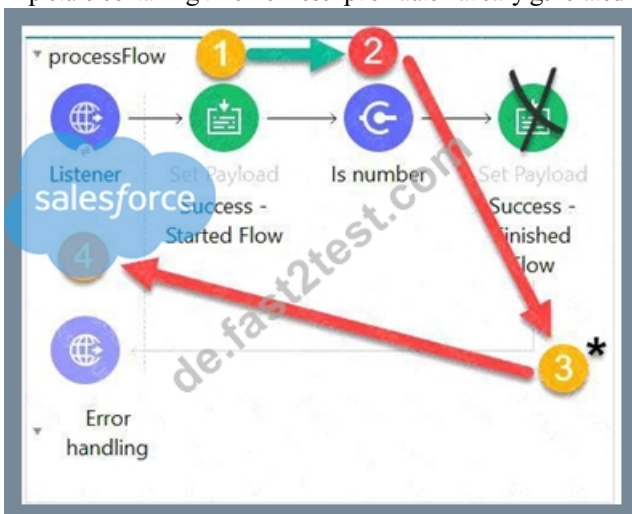 processFlow
1
2
Listener
Set Payload
Is number
Set Payload
salesforce
Success -
Started Flow
Success -
Finished
Flow
4
3 *
Error
handling
de.fast2test.com